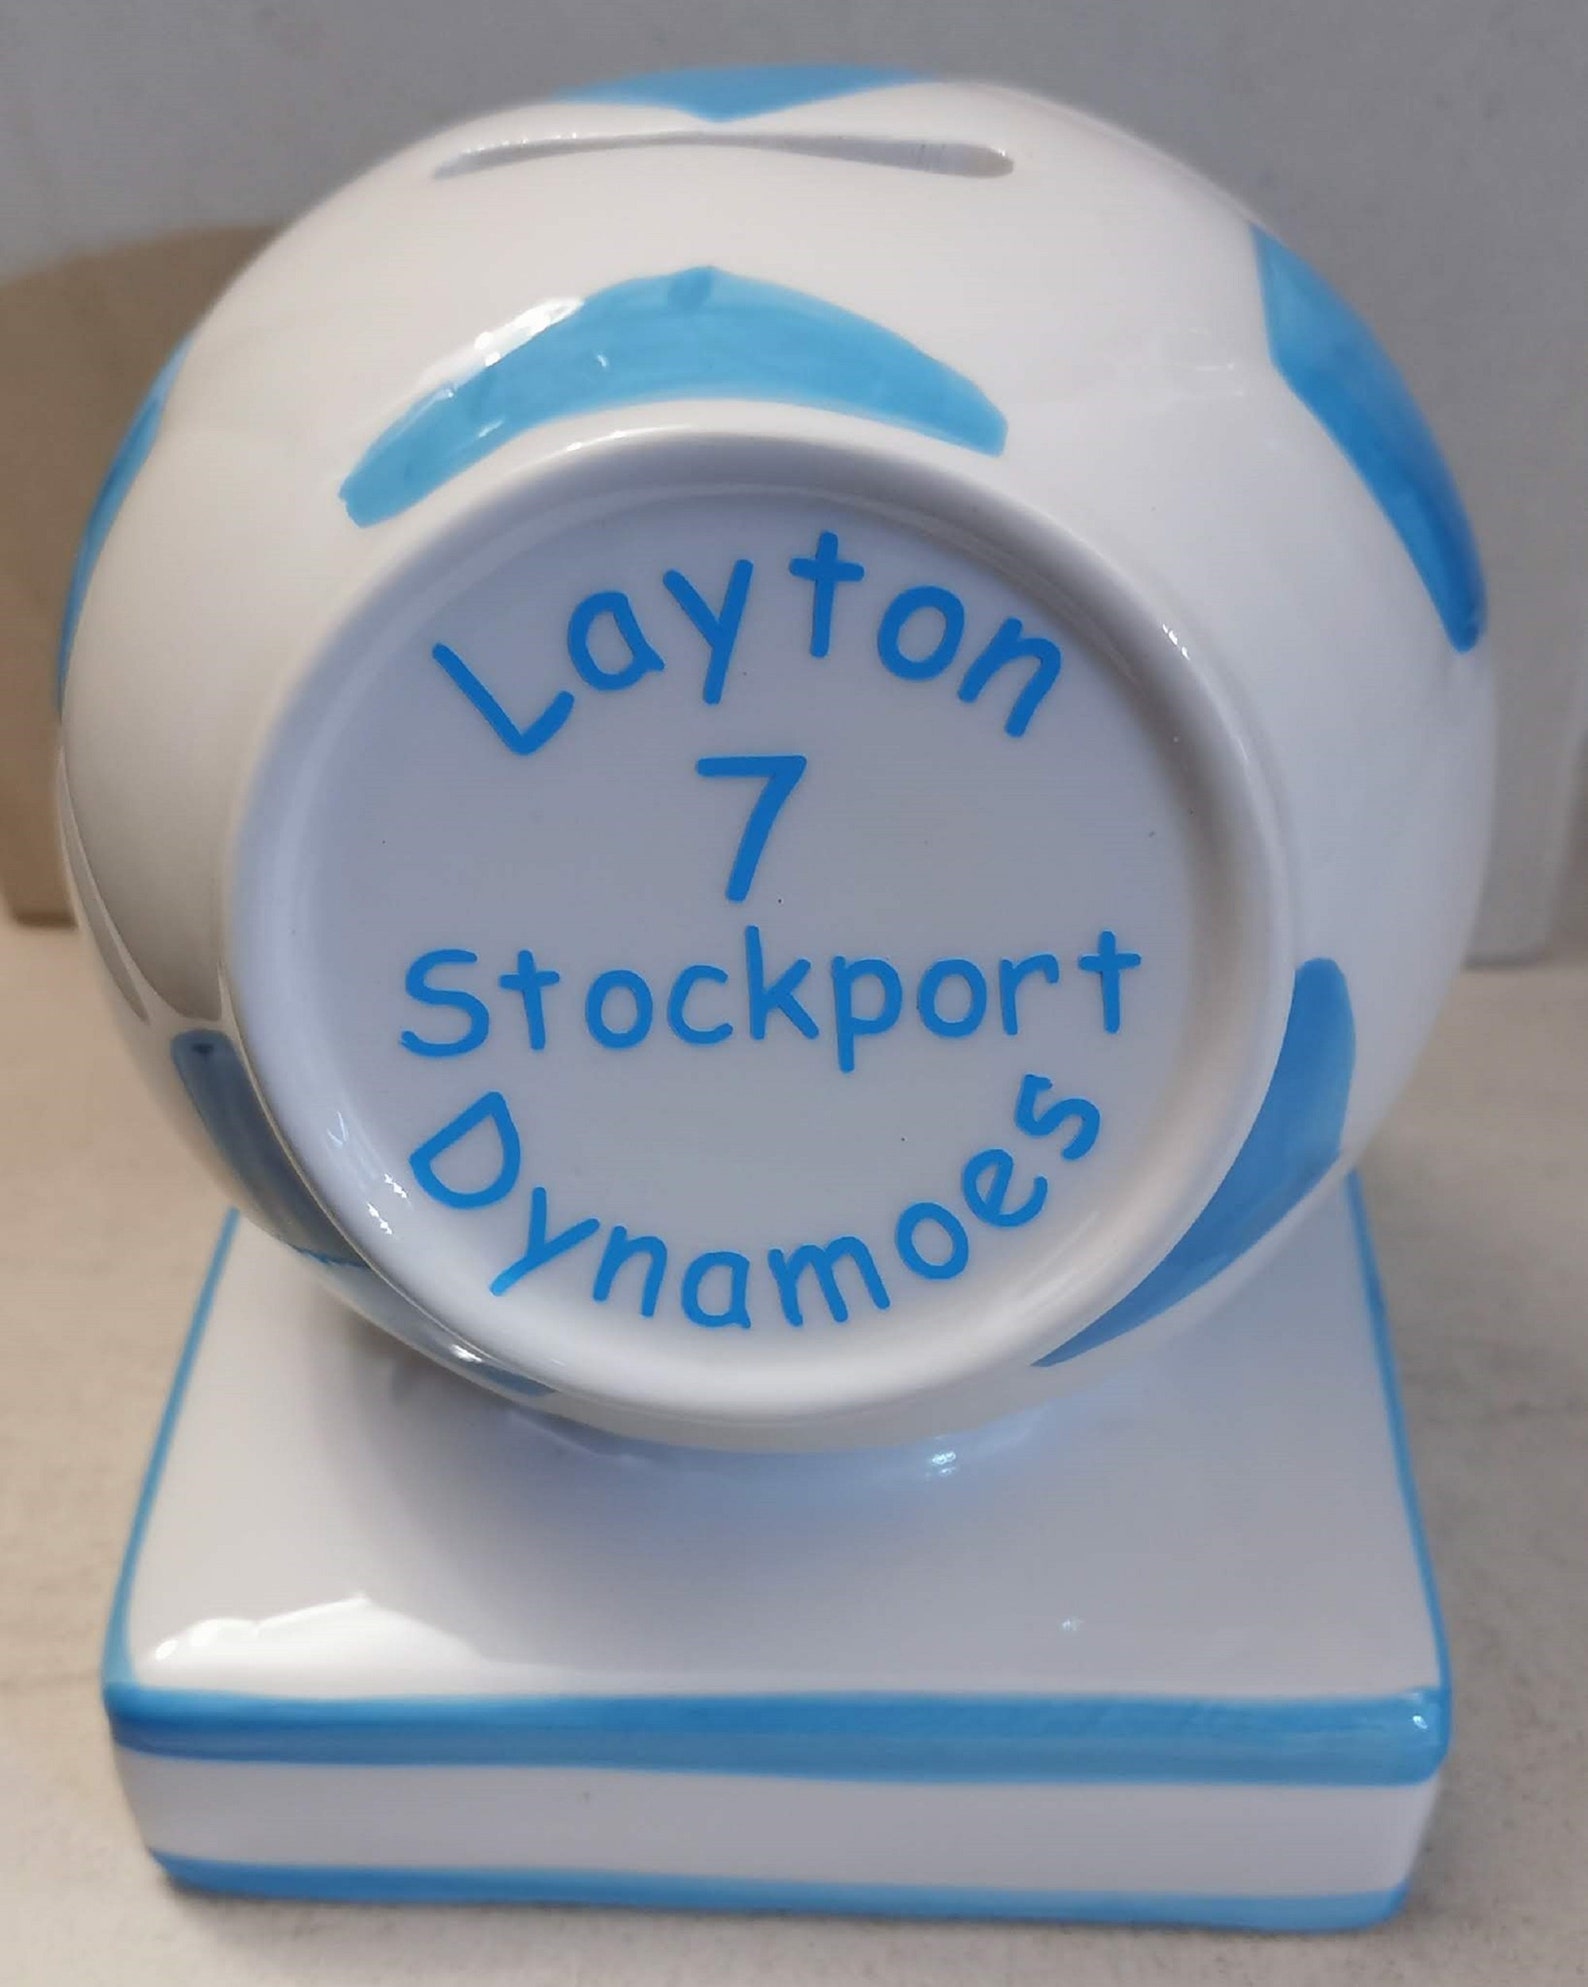 Layton
7
Stockport
Dynamoes